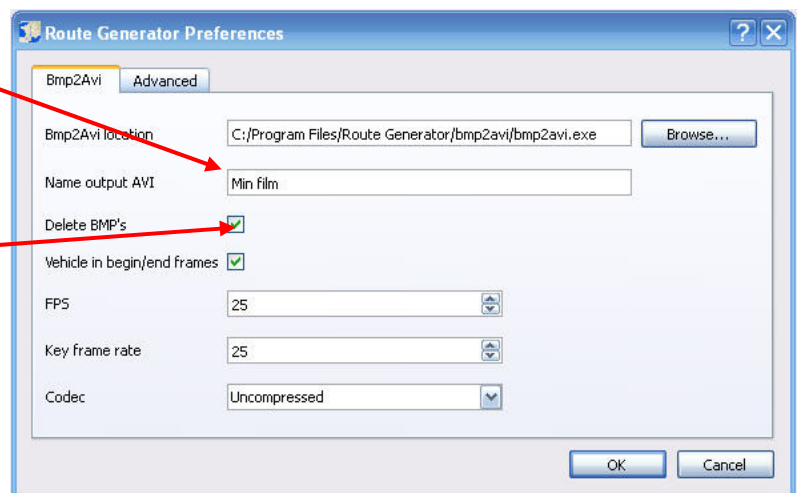 Route Generator Preferences
Bmp2Avi Advanced
Bmp2Avi location C:/Program Files/Route Generator/bmp2avi/bmp2avi.exe Browse...
Name output AVI Min film
Delete BMP's
Vehicle in begin/end frames
FPS 25
Key frame rate 25
Codec Uncompressed
OK Cancel